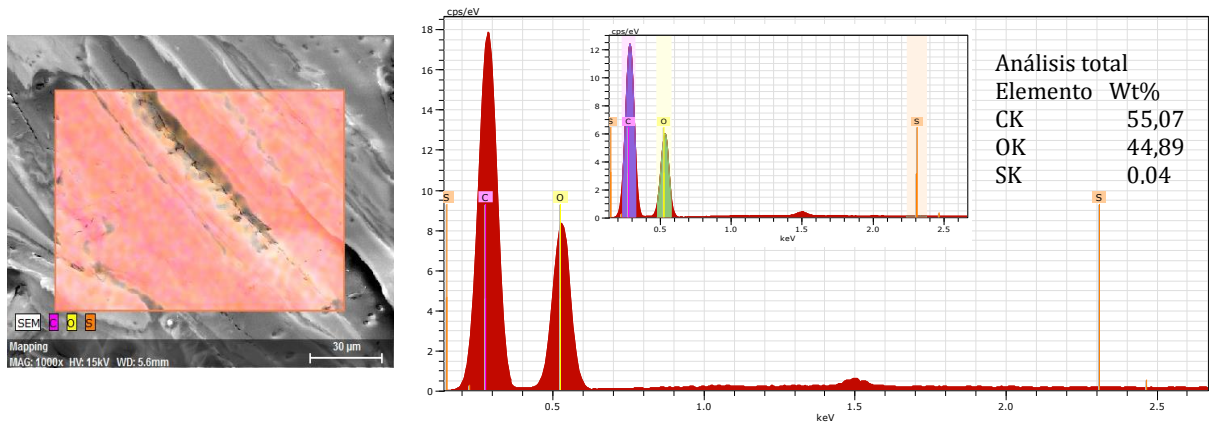 SEM C O S
Mapping
MAG: 1000x HV: 15kV WD: 5.6mm
30 µm
cps/eV
18
16
14
12
10
8
6
4
2
0
S C O S
0.5 1.0 1.5 2.0 2.5
keV
cps/eV
12
10
8
6
4
2
0
S C O S
0.5 1.0 1.5 2.0 2.5
keV
Análisis total
Elemento Wt%
CK 55,07
OK 44,89
SK 0,04